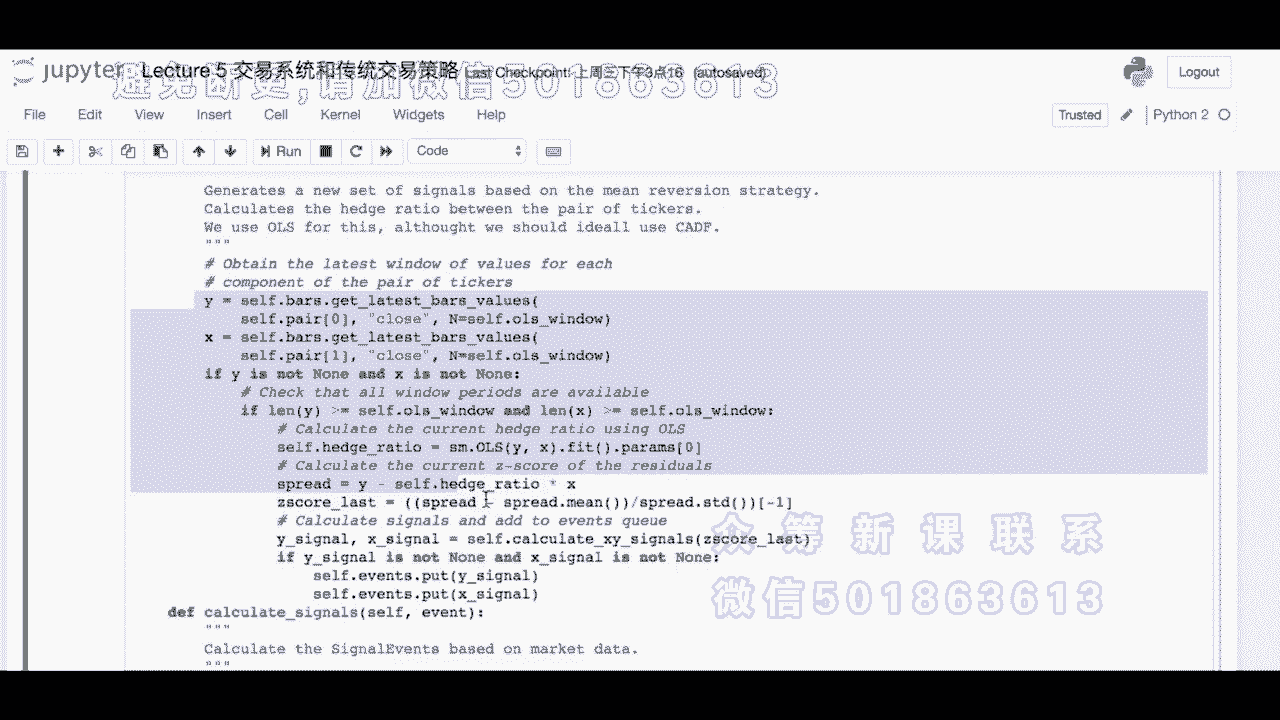 jupyter Lecture 5 交易系统和传统交易策略 Last Checkpoint: 上周三下午3点16 (autosaved)
避免断更,请加微信501863613
Logout
File Edit View Insert Cell Kernel Widgets Help
Trusted Python 2
Run Code
Generates a new set of signals based on the mean reversion strategy.
Calculates the hedge ratio between the pair of tickers.
We use OLS for this, althought we should ideall use CADF.
"""
# Obtain the latest window of values for each
# component of the pair of tickers
y = self.bars.get_latest_bars_values(
self.pair[0], "close", N=self.ols_window)
x = self.bars.get_latest_bars_values(
self.pair[1], "close", N=self.ols_window)
if y is not None and x is not None:
# Check that all window periods are available
if len(y) >= self.ols_window and len(x) >= self.ols_window:
# Calculate the current hedge ratio using OLS
self.hedge_ratio = sm.OLS(y, x).fit().params[0]
# Calculate the current z-score of the residuals
spread = y - self.hedge_ratio * x
zscore_last = ((spread - spread.mean())/spread.std())[-1]
# Calculate signals and add to events queue
y_signal, x_signal = self.calculate_xy_signals(zscore_last)
if y_signal is not None and x_signal is not None:
self.events.put(y_signal)
self.events.put(x_signal)
def calculate_signals(self, event):
"""
Calculate the SignalEvents based on market data.
"""
众筹新课联系
微信501863613